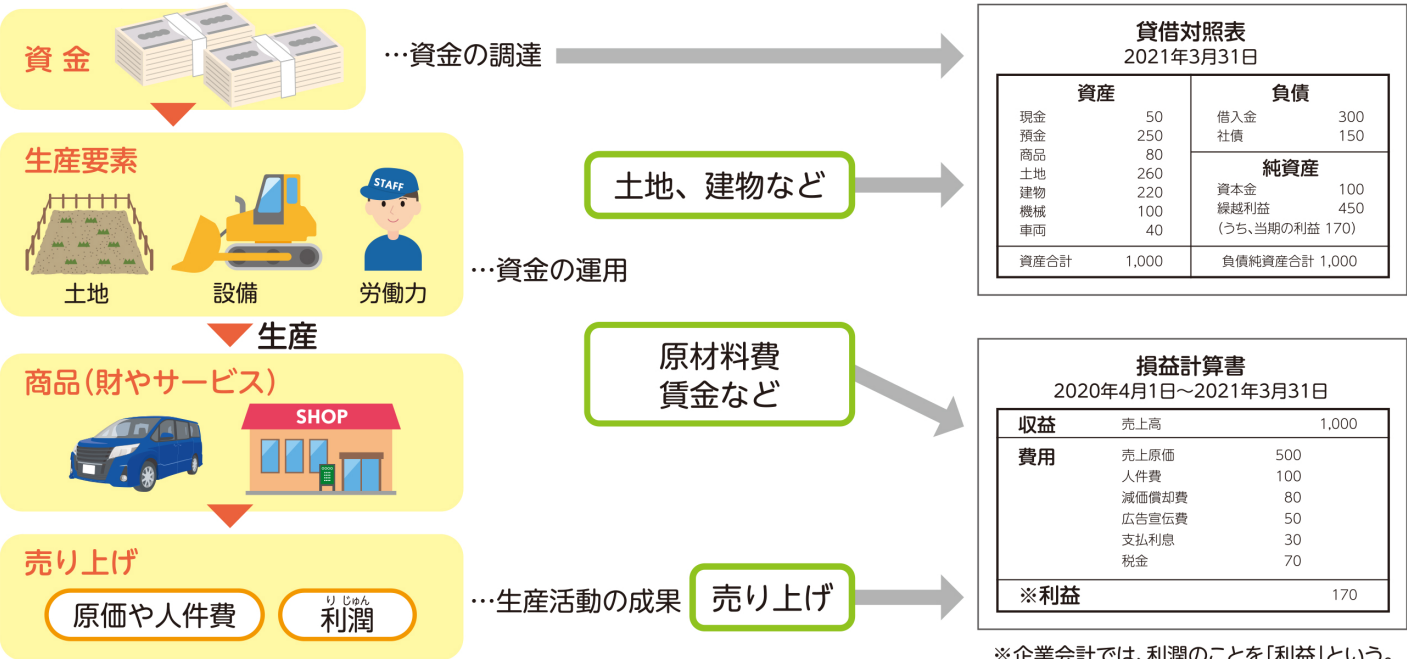 資金
…資金の調達
生産要素
STAFF
土地
設備
労働力
…資金の運用
生産
商品(財やサービス)
SHOP
売り上げ
原価や人件費
りじゅん
利潤
…生産活動の成果
土地、建物など
原材料費
賃金など
売り上げ
貸借対照表
2021年3月31日
資産
現金 50
預金 250
商品 80
土地 260
建物 220
機械 100
車両 40
資産合計 1,000
負債
借入金 300
社債 150
純資産
資本金 100
繰越利益 450
(うち、当期の利益 170)
負債純資産合計 1,000
損益計算書
2020年4月1日~2021年3月31日
収益 売上高 1,000
費用 売上原価 500
人件費 100
減価償却費 80
広告宣伝費 50
支払利息 30
税金 70
※利益 170
※企業会計では、利潤のことを「利益」という。